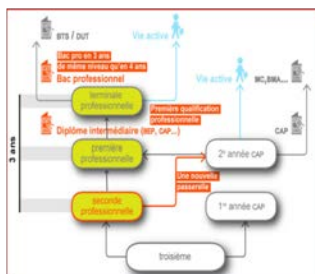 BTS / DUT
Vie active
Bac pro en 3 ans
de même niveau qu'en 4 ans
Bac professionnel
terminale
professionnelle
Première qualification
professionnelle
Vie active
MC, BMA...
Diplôme intermédiaire (BEP, CAP...)
CAP
3 ans
première
professionnelle
2e année CAP
Une nouvelle
passerelle
seconde
professionnelle
1re année CAP
troisième